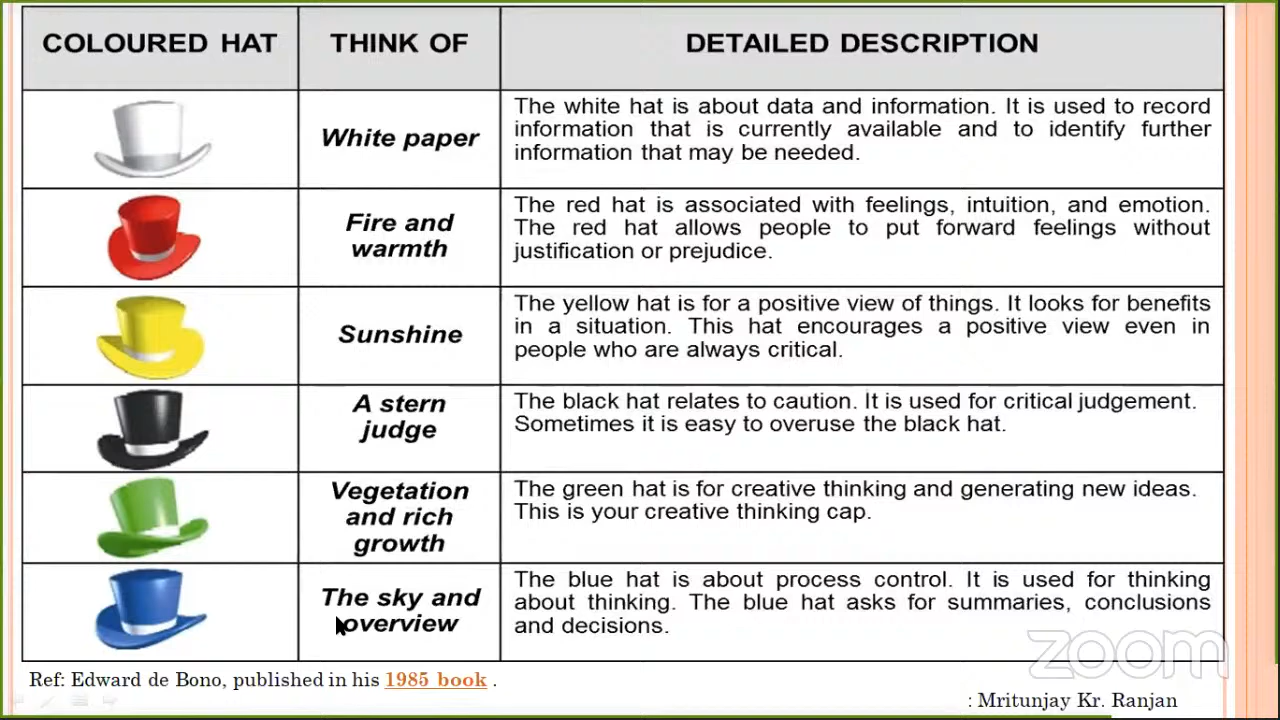 COLOURED HAT
THINK OF
DETAILED DESCRIPTION
White paper
The white hat is about data and information. It is used to record
information that is currently available and to identify further
information that may be needed.
Fire and
warmth
The red hat is associated with feelings, intuition, and emotion.
The red hat allows people to put forward feelings without
justification or prejudice.
Sunshine
The yellow hat is for a positive view of things. It looks for benefits
in a situation. This hat encourages a positive view even in
people who are always critical.
A stern
judge
The black hat relates to caution. It is used for critical judgement.
Sometimes it is easy to overuse the black hat.
Vegetation
and rich
growth
The green hat is for creative thinking and generating new ideas.
This is your creative thinking cap.
The sky and
overview
The blue hat is about process control. It is used for thinking
about thinking. The blue hat asks for summaries, conclusions
and decisions.
zoom
Ref: Edward de Bono, published in his 1985 book .
: Mritunjay Kr. Ranjan